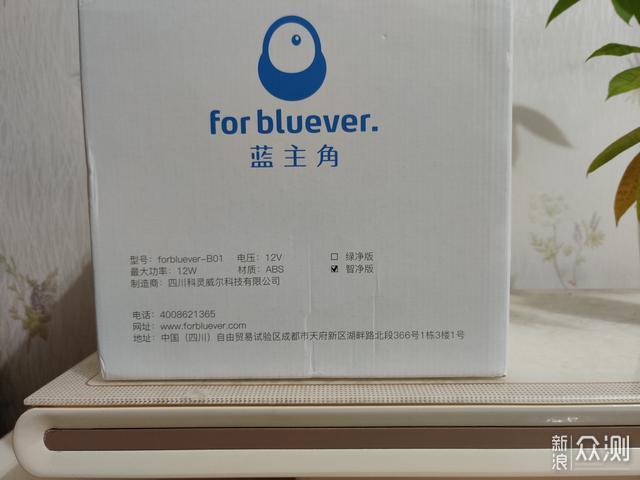 for bluever.
蓝主角
型号：forbluever-B01 电压：12V □ 绿净版
最大功率：12W 材质：ABS ☑ 智净版
制造商：四川科灵威尔科技有限公司
电话：4008621365
网址：www.forbluever.com
地址：中国（四川）自由贸易试验区成都市天府新区湖畔路北段366号1栋3楼1号
新浪众测